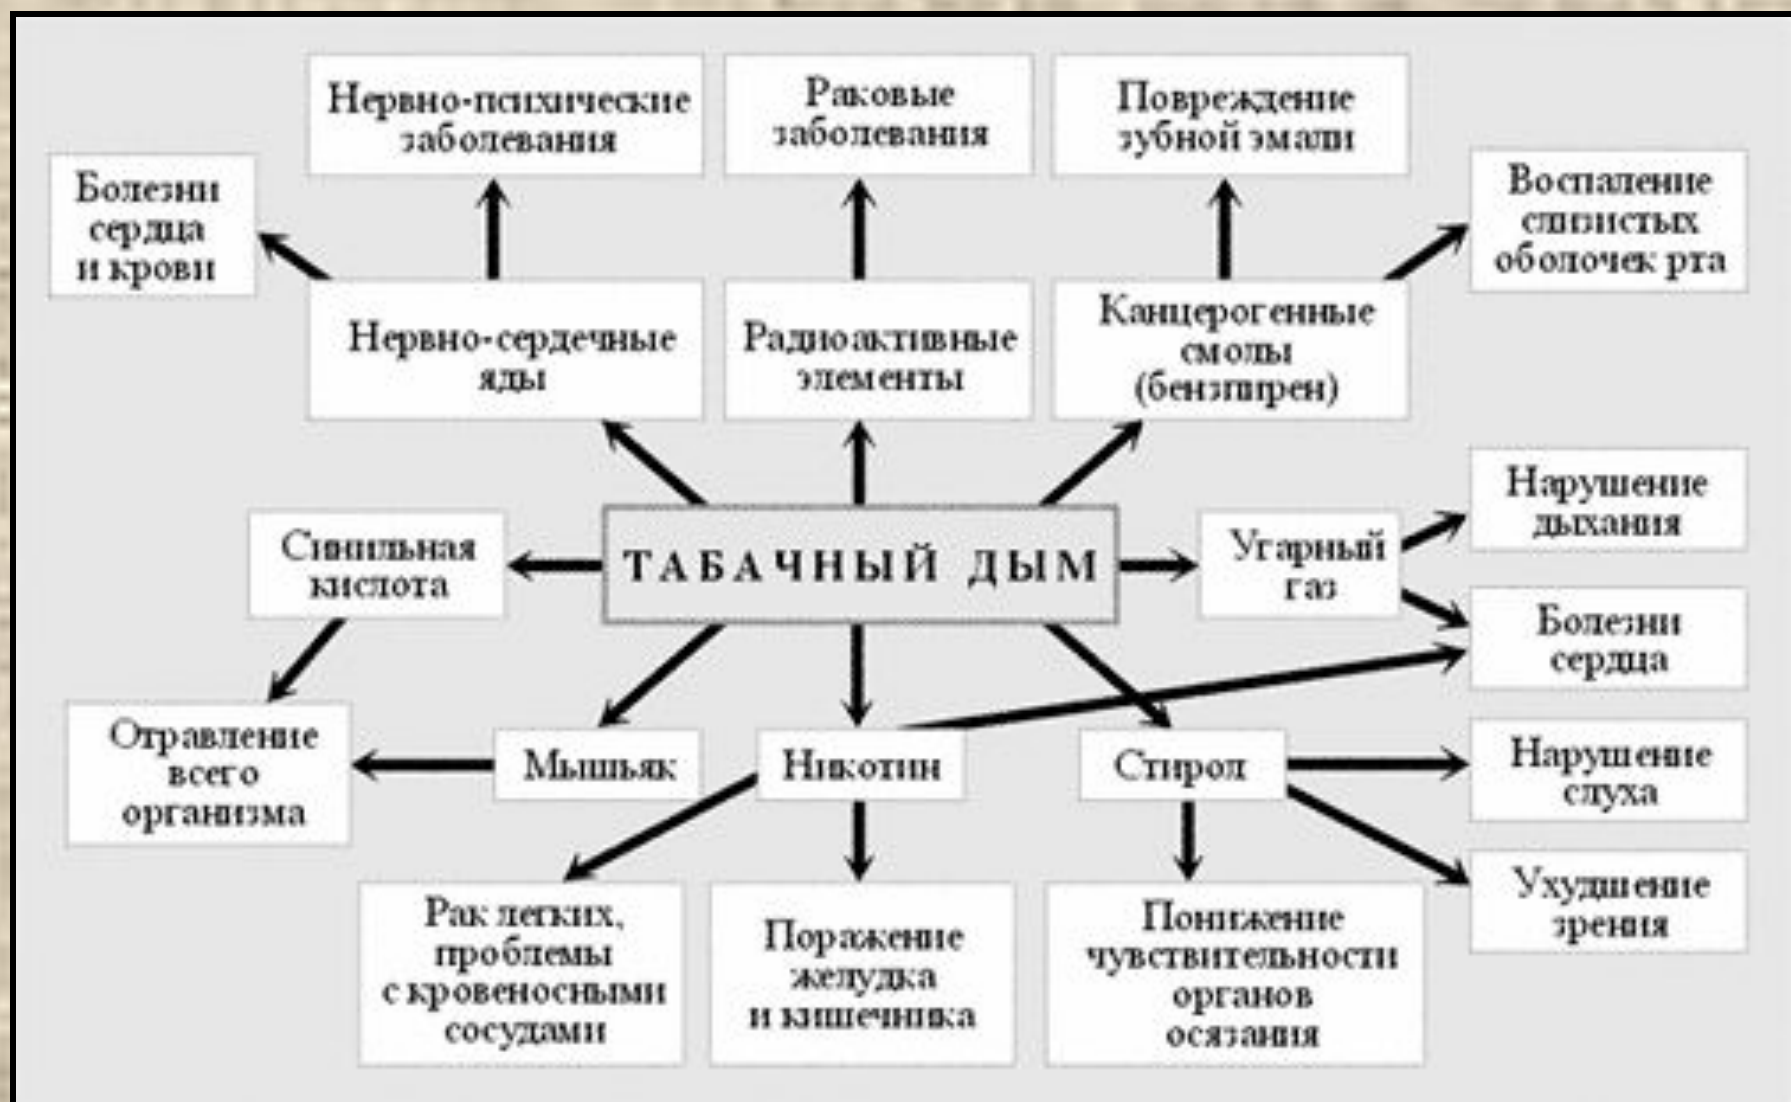 Нервно-психические
заболевания
Раковые
заболевания
Повреждение
зубной эмали
Болезни
сердца
и крови
Воспаление
слизистых
оболочек рта
Нервно-сердечные
яды
Радиоактивные
элементы
Канцерогенные
смолы
(бензпирен)
Синильная
кислота
ТАБАЧНЫЙ ДЫМ
Угарный
газ
Нарушение
дыхания
Болезни
сердца
Отравление
всего
организма
Мышьяк
Никотин
Стирол
Нарушение
слуха
Ухудшение
зрения
Рак легких,
проблемы
с кровеносными
сосудами
Поражение
желудка
и кишечника
Понижение
чувствительности
органов
осязания